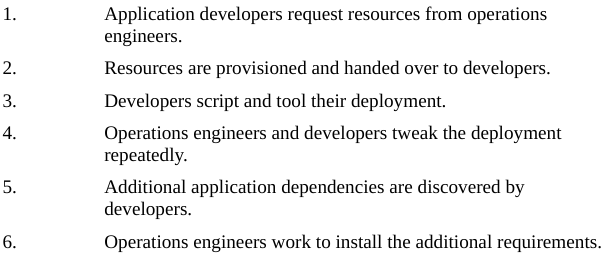 1. Application developers request resources from operations
engineers.
2. Resources are provisioned and handed over to developers.
3. Developers script and tool their deployment.
4. Operations engineers and developers tweak the deployment
repeatedly.
5. Additional application dependencies are discovered by
developers.
6. Operations engineers work to install the additional requirements.